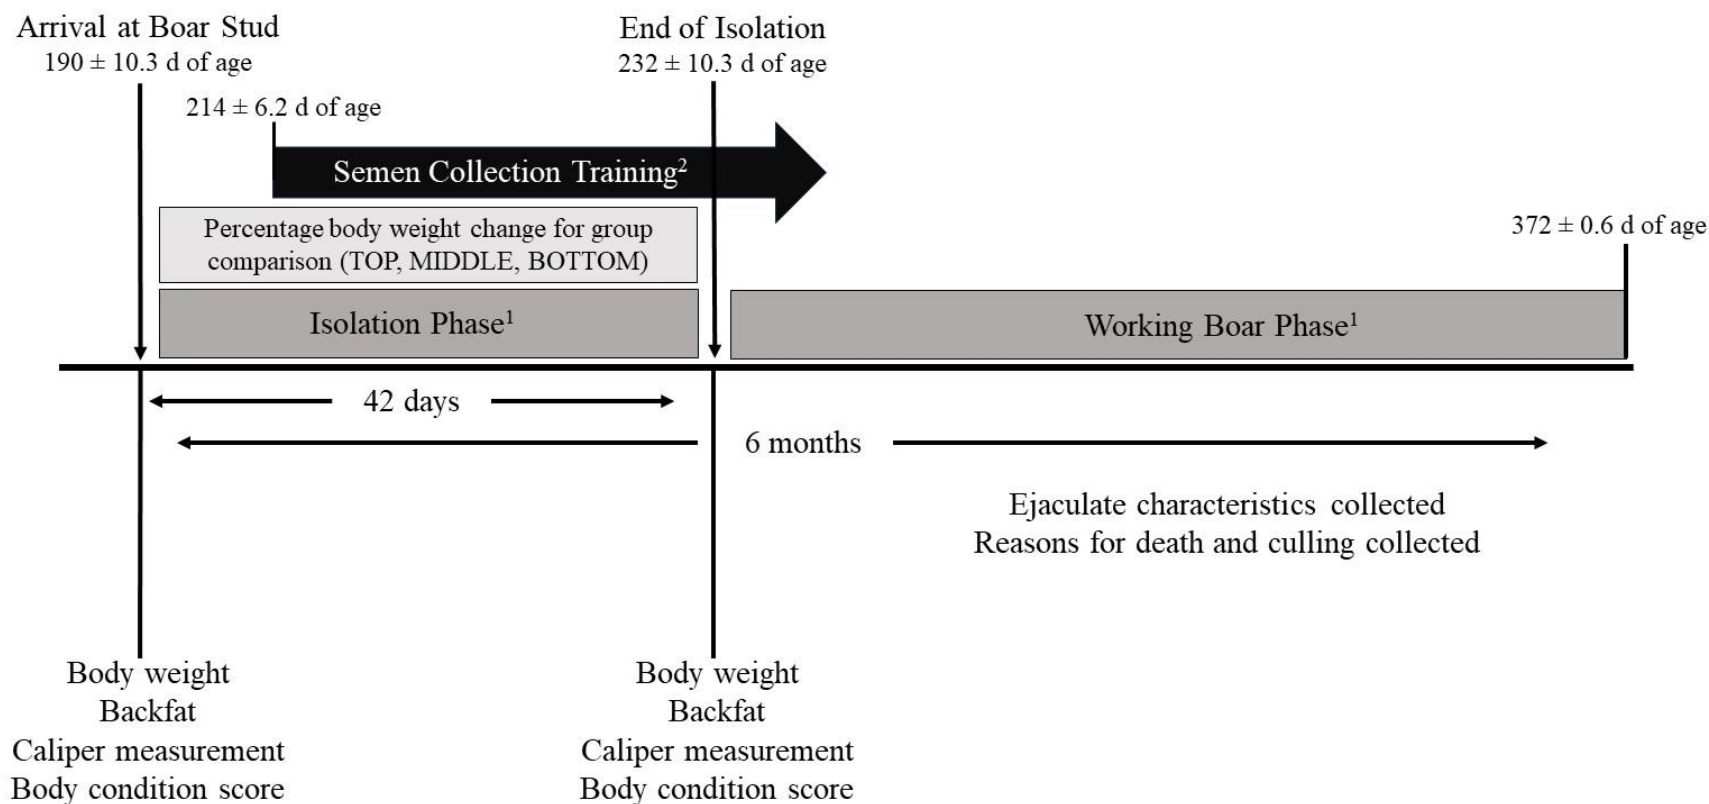 Arrival at Boar Stud
190 ± 10.3 d of age
End of Isolation
232 ± 10.3 d of age
214 ± 6.2 d of age
Semen Collection Training²
Percentage body weight change for group
comparison (TOP, MIDDLE, BOTTOM)
372 ± 0.6 d of age
Isolation Phase¹
Working Boar Phase¹
42 days
6 months
Ejaculate characteristics collected
Reasons for death and culling collected
Body weight
Backfat
Caliper measurement
Body condition score
Body weight
Backfat
Caliper measurement
Body condition score